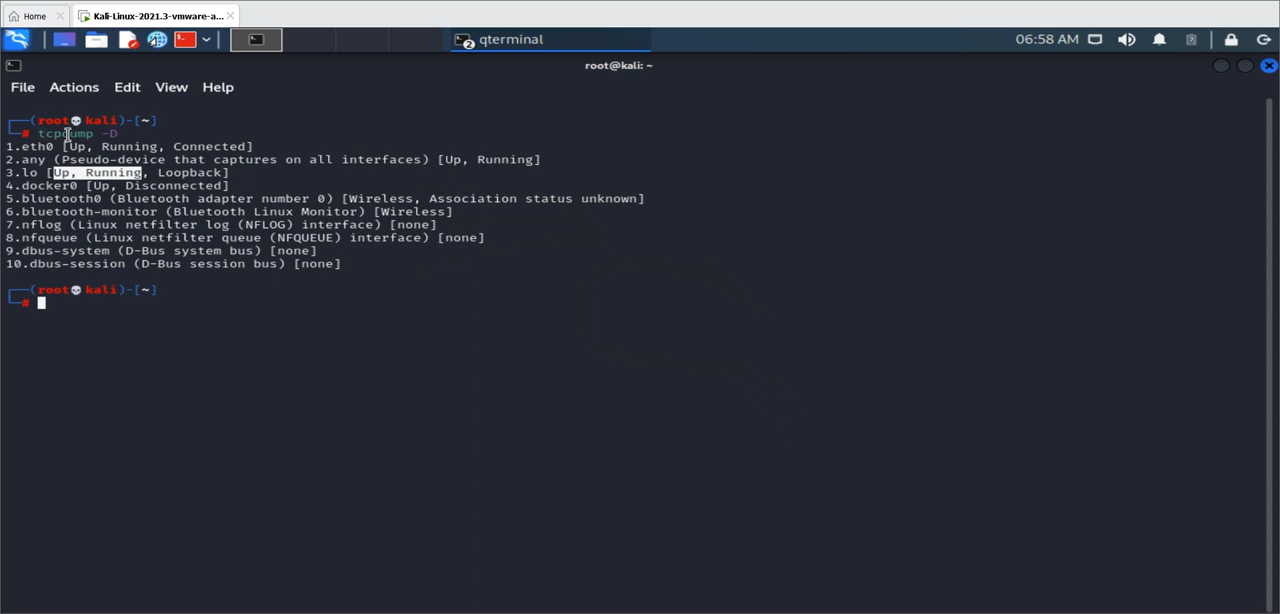 Home
Kali-Linux-2021.3-vmware-a...
qterminal
06:58 AM
root@kali: ~
File Actions Edit View Help
(root💀kali)-[~]
# tcpdump -D
1.eth0 [Up, Running, Connected]
2.any (Pseudo-device that captures on all interfaces) [Up, Running]
3.lo [Up, Running, Loopback]
4.docker0 [Up, Disconnected]
5.bluetooth0 (Bluetooth adapter number 0) [Wireless, Association status unknown]
6.bluetooth-monitor (Bluetooth Linux Monitor) [Wireless]
7.nflog (Linux netfilter log (NFLOG) interface) [none]
8.nfqueue (Linux netfilter queue (NFQUEUE) interface) [none]
9.dbus-system (D-Bus system bus) [none]
10.dbus-session (D-Bus session bus) [none]
(root💀kali)-[~]
#